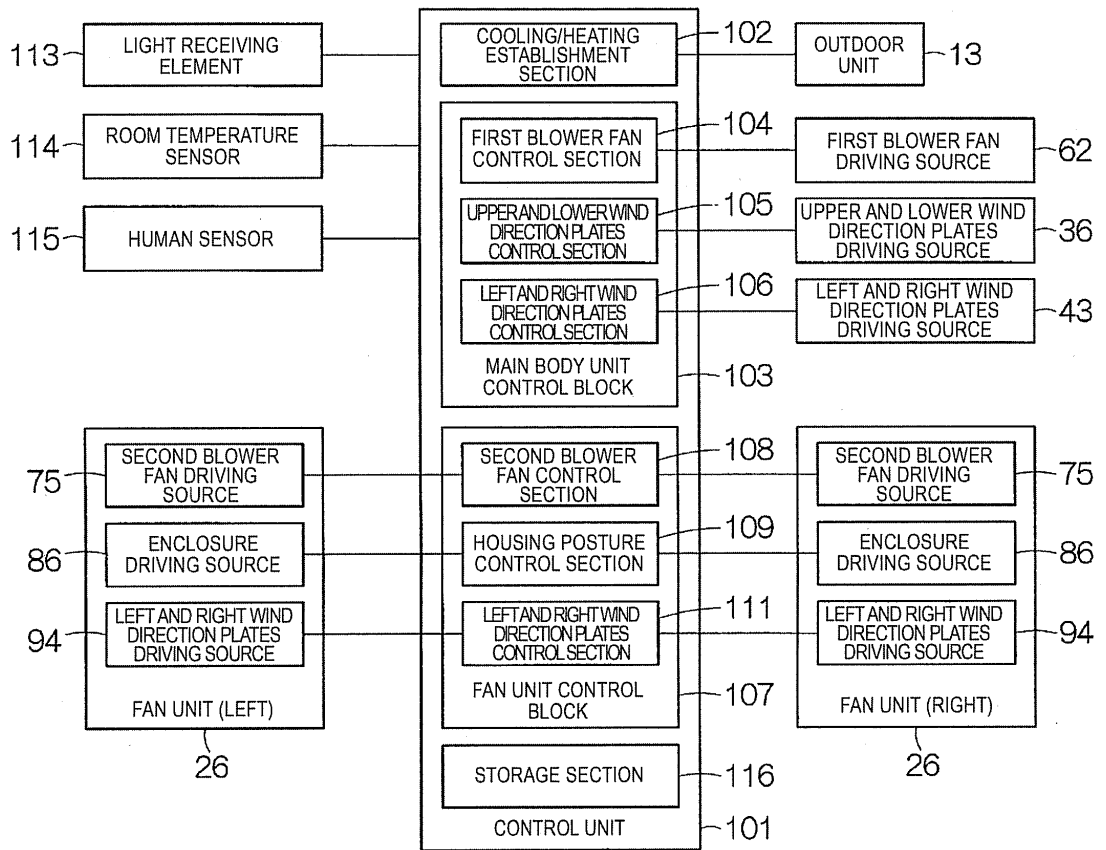 113
LIGHT RECEIVING
ELEMENT
COOLING/HEATING
ESTABLISHMENT
SECTION
102
OUTDOOR
UNIT
13
114
ROOM TEMPERATURE
SENSOR
FIRST BLOWER FAN
CONTROL SECTION
104
FIRST BLOWER FAN
DRIVING SOURCE
62
115
HUMAN SENSOR
UPPER AND LOWER WIND
DIRECTION PLATES
CONTROL SECTION
105
UPPER AND LOWER WIND
DIRECTION PLATES
DRIVING SOURCE
36
LEFT AND RIGHT WIND
DIRECTION PLATES
CONTROL SECTION
106
LEFT AND RIGHT WIND
DIRECTION PLATES
DRIVING SOURCE
43
MAIN BODY UNIT
CONTROL BLOCK
103
75
SECOND BLOWER
FAN DRIVING
SOURCE
SECOND BLOWER
FAN CONTROL
SECTION
108
SECOND BLOWER
FAN DRIVING
SOURCE
75
86
ENCLOSURE
DRIVING SOURCE
HOUSING POSTURE
CONTROL SECTION
109
ENCLOSURE
DRIVING SOURCE
86
94
LEFT AND RIGHT WIND
DIRECTION PLATES
DRIVING SOURCE
LEFT AND RIGHT WIND
DIRECTION PLATES
CONTROL SECTION
111
LEFT AND RIGHT WIND
DIRECTION PLATES
DRIVING SOURCE
94
FAN UNIT (LEFT)
26
FAN UNIT CONTROL
BLOCK
107
FAN UNIT (RIGHT)
26
STORAGE SECTION
116
CONTROL UNIT
101